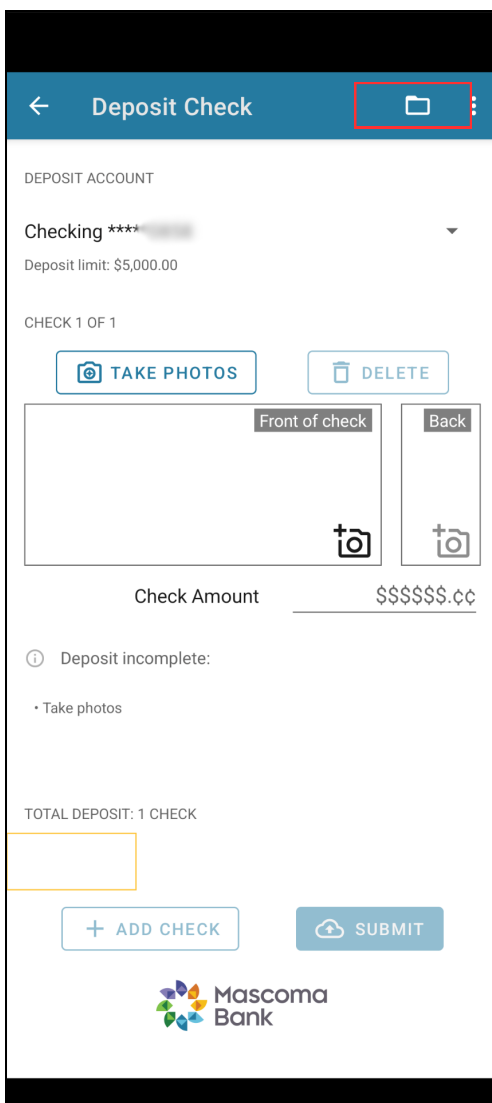 Deposit Check
DEPOSIT ACCOUNT
Checking ****
Deposit limit: $5,000.00
CHECK 1 OF 1
TAKE PHOTOS
DELETE
Front of check
Back
Check Amount
$$$$$$.¢¢
Deposit incomplete:
• Take photos
TOTAL DEPOSIT: 1 CHECK
+ ADD CHECK
SUBMIT
Mascoma
Bank